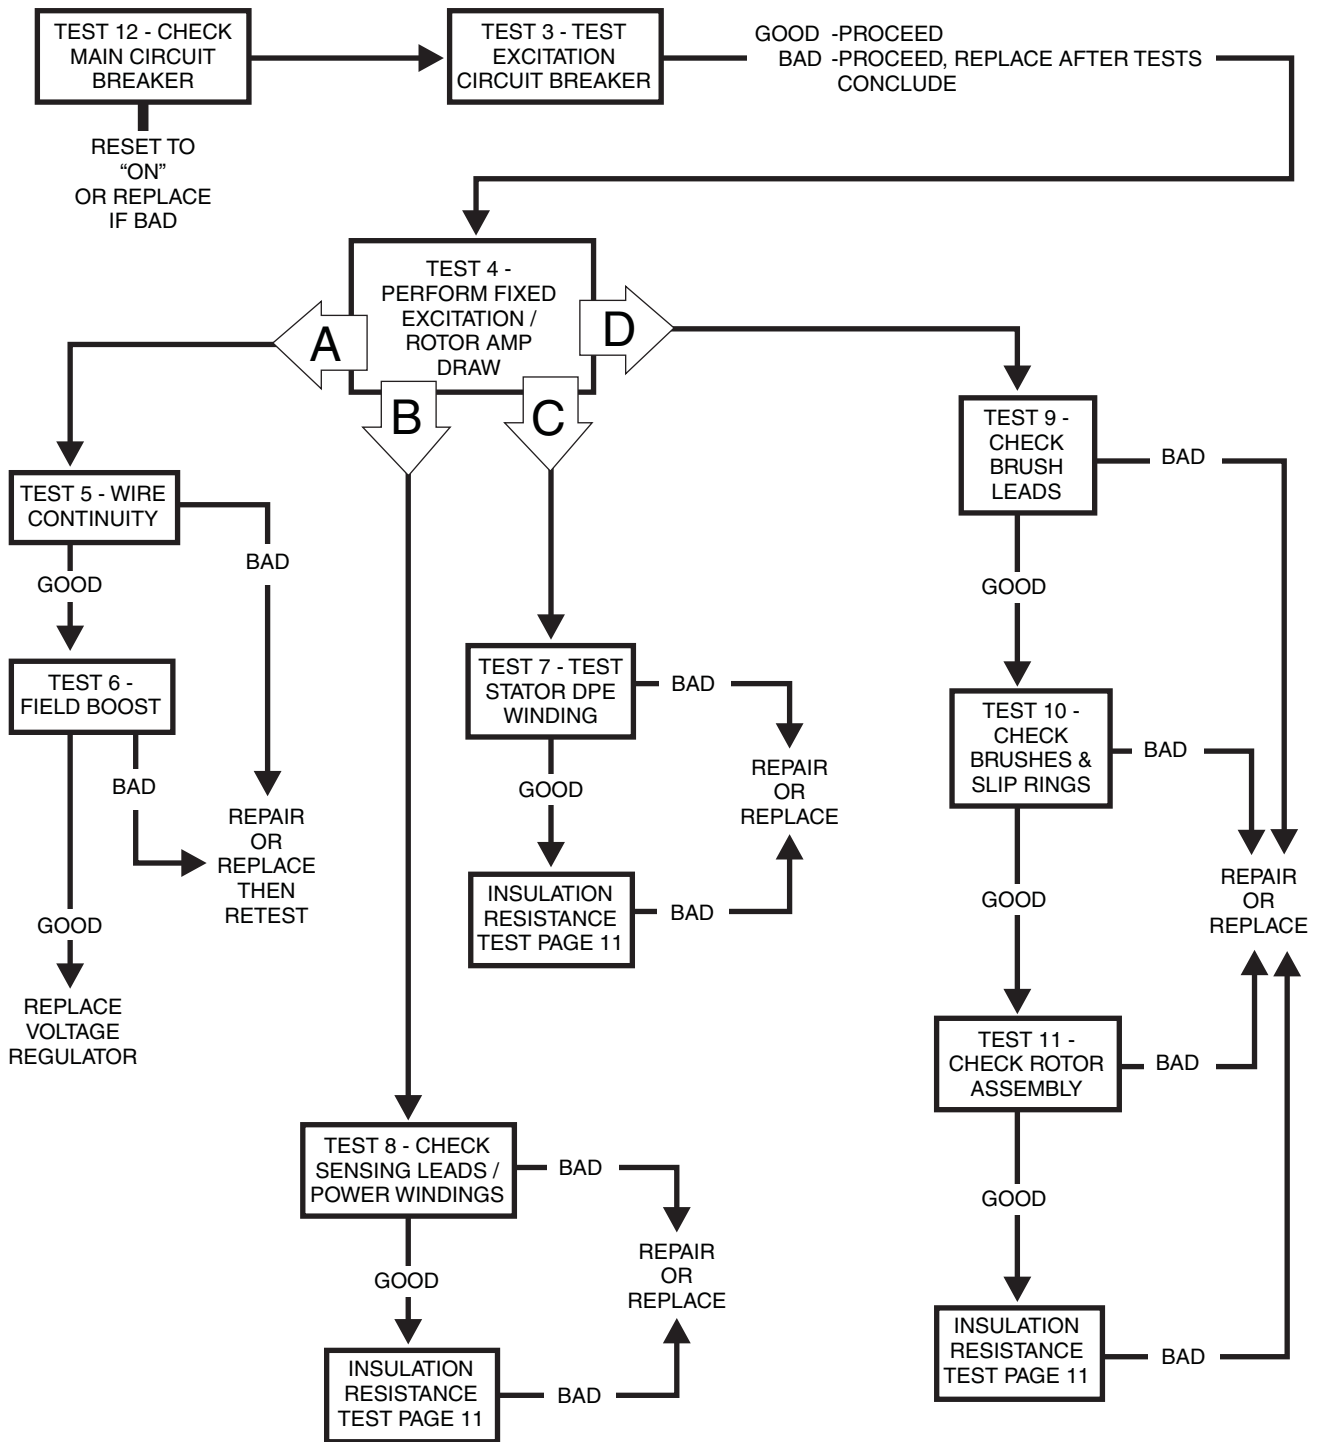 TEST 12 - CHECK
MAIN CIRCUIT
BREAKER
RESET TO
“ON”
OR REPLACE
IF BAD
TEST 3 - TEST
EXCITATION
CIRCUIT BREAKER
GOOD -PROCEED
BAD -PROCEED, REPLACE AFTER TESTS
CONCLUDE
TEST 4 -
PERFORM FIXED
EXCITATION /
ROTOR AMP
DRAW
A
B
C
D
TEST 5 - WIRE
CONTINUITY
BAD
GOOD
TEST 6 -
FIELD BOOST
BAD
REPAIR
OR
REPLACE
THEN
RETEST
GOOD
REPLACE
VOLTAGE
REGULATOR
TEST 8 - CHECK
SENSING LEADS /
POWER WINDINGS
BAD
GOOD
REPAIR
OR
REPLACE
INSULATION
RESISTANCE
TEST PAGE 11
BAD
TEST 7 - TEST
STATOR DPE
WINDING
BAD
GOOD
REPAIR
OR
REPLACE
INSULATION
RESISTANCE
TEST PAGE 11
BAD
TEST 9 -
CHECK
BRUSH
LEADS
BAD
GOOD
TEST 10 -
CHECK
BRUSHES &
SLIP RINGS
BAD
GOOD
REPAIR
OR
REPLACE
TEST 11 -
CHECK ROTOR
ASSEMBLY
BAD
GOOD
INSULATION
RESISTANCE
TEST PAGE 11
BAD